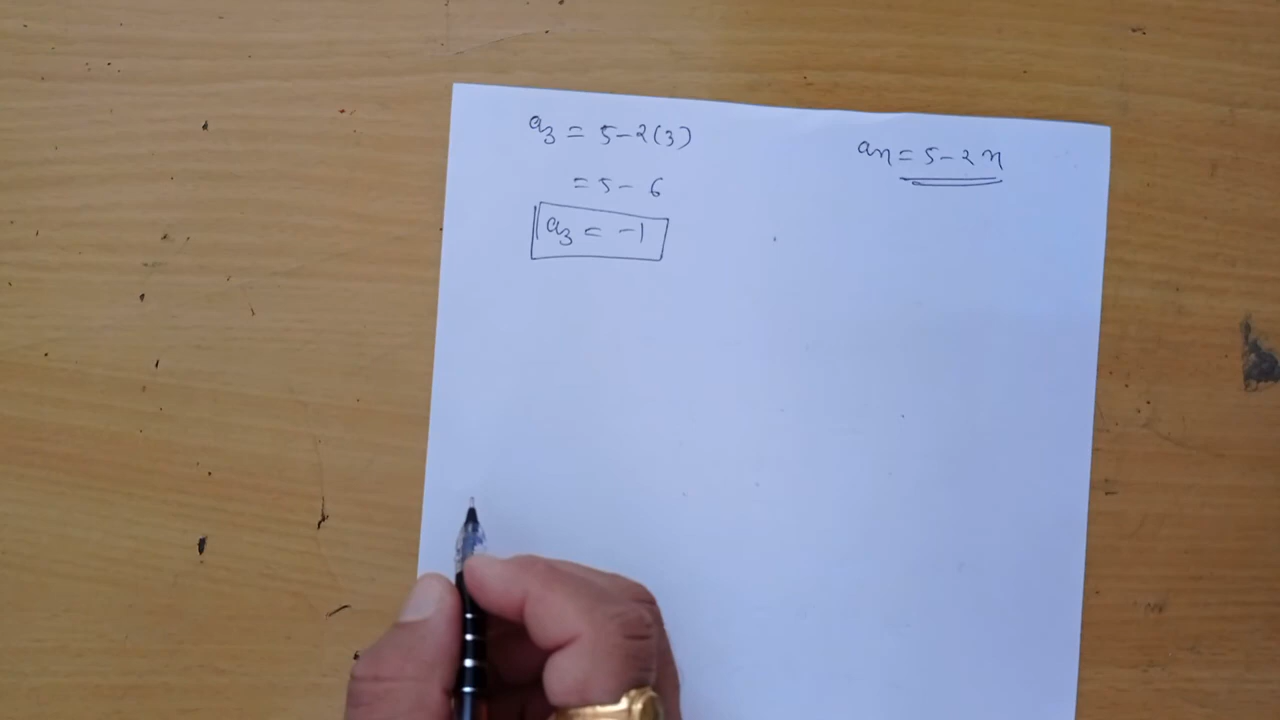 a₃ = 5-2(3)
= 5 - 6
a₃ = -1
an = 5-2n